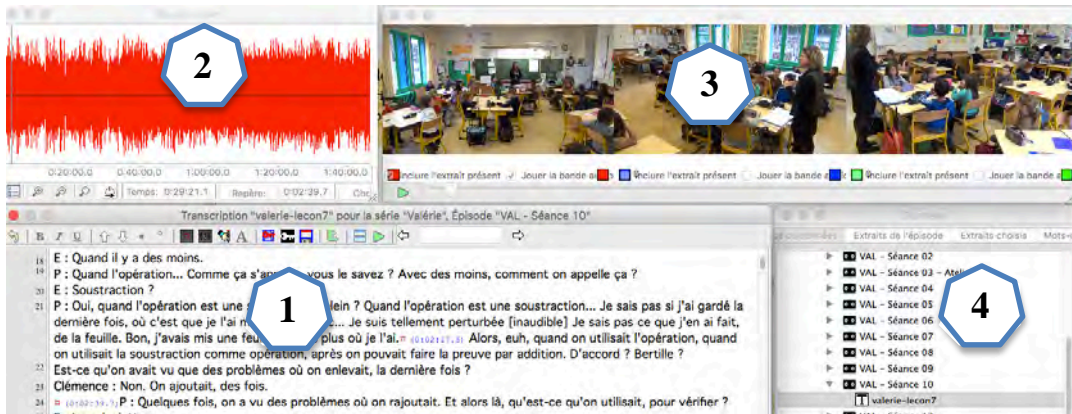 2
3
0:20:00.0 0:40:00.0 1:00:00.0 1:20:00.0 1:40:00.0
Temps: 0:29:21.1 Repère: 0:02:39.7
Inclure l'extrait présent Jouer la bande Inclure l'extrait présent Jouer la bande Inclure l'extrait présent Jouer la bande
Transcription "valerie-lecon7" pour la série "Valérie", Épisode "VAL - Séance 10"
Extraits de l'épisode Extraits choisis
18 E : Quand il y a des moins.
19 P : Quand l'opération... Comme ça vous le savez ? Avec des moins, comment on appelle ça ?
20 E : Soustraction ?
21 P : Oui, quand l'opération est une ? Quand l'opération est une soustraction... Je sais pas si j'ai gardé la
dernière fois, où c'est que je l'ai Je suis tellement perturbée [inaudible] Je sais pas ce que j'en ai fait,
de la feuille. Bon, j'avais mis une plus où je l'ai. (0:02:17.3) Alors, euh, quand on utilisait l'opération, quand
on utilisait la soustraction comme opération, après on pouvait faire la preuve par addition. D'accord ? Bertille ?
22 Est-ce qu'on avait vu que des problèmes où on enlevait, la dernière fois ?
23 Clémence : Non. On ajoutait, des fois.
24 (0:02:39.7) P : Quelques fois, on a vu des problèmes où on rajoutait. Et alors là, qu'est-ce qu'on utilisait, pour vérifier ?
1
VAL - Séance 02
VAL - Séance 03 -
VAL - Séance 04
VAL - Séance 05
VAL - Séance 06
VAL - Séance 07
VAL - Séance 08
VAL - Séance 09
VAL - Séance 10
valerie-lecon7
4